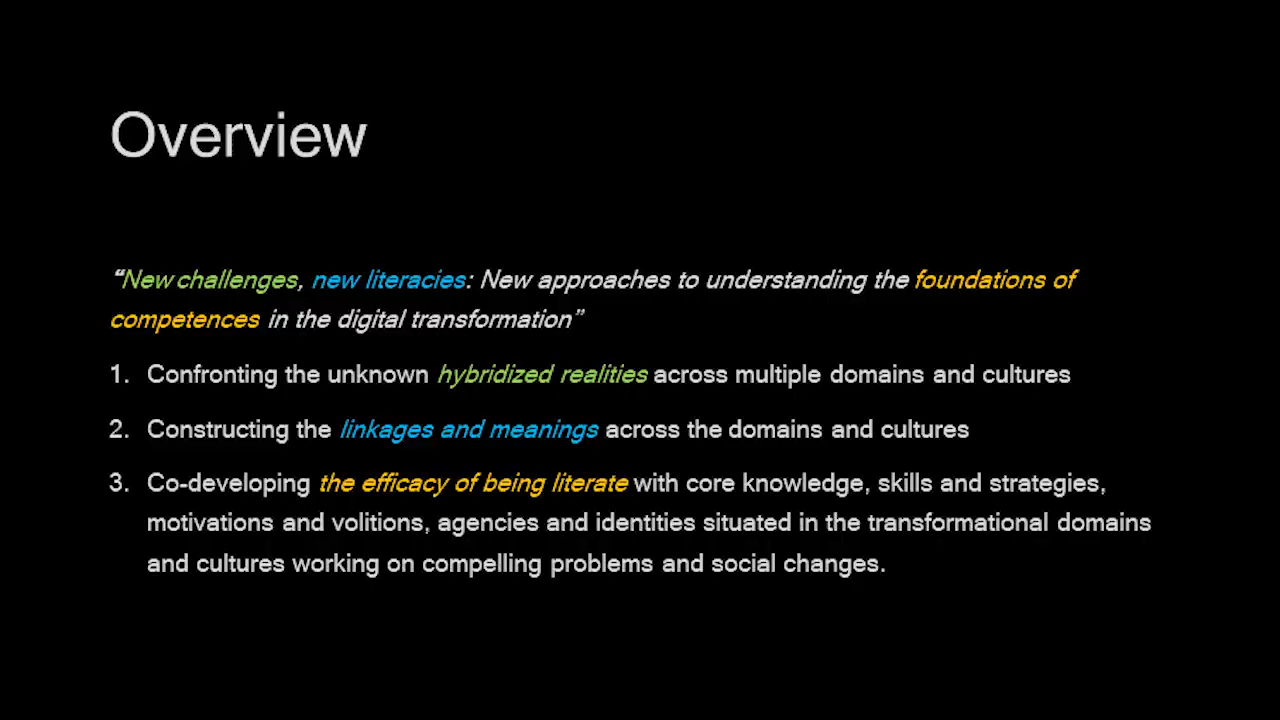 Overview
“New challenges, new literacies: New approaches to understanding the foundations of
competences in the digital transformation”
1. Confronting the unknown hybridized realities across multiple domains and cultures
2. Constructing the linkages and meanings across the domains and cultures
3. Co-developing the efficacy of being literate with core knowledge, skills and strategies,
motivations and volitions, agencies and identities situated in the transformational domains
and cultures working on compelling problems and social changes.